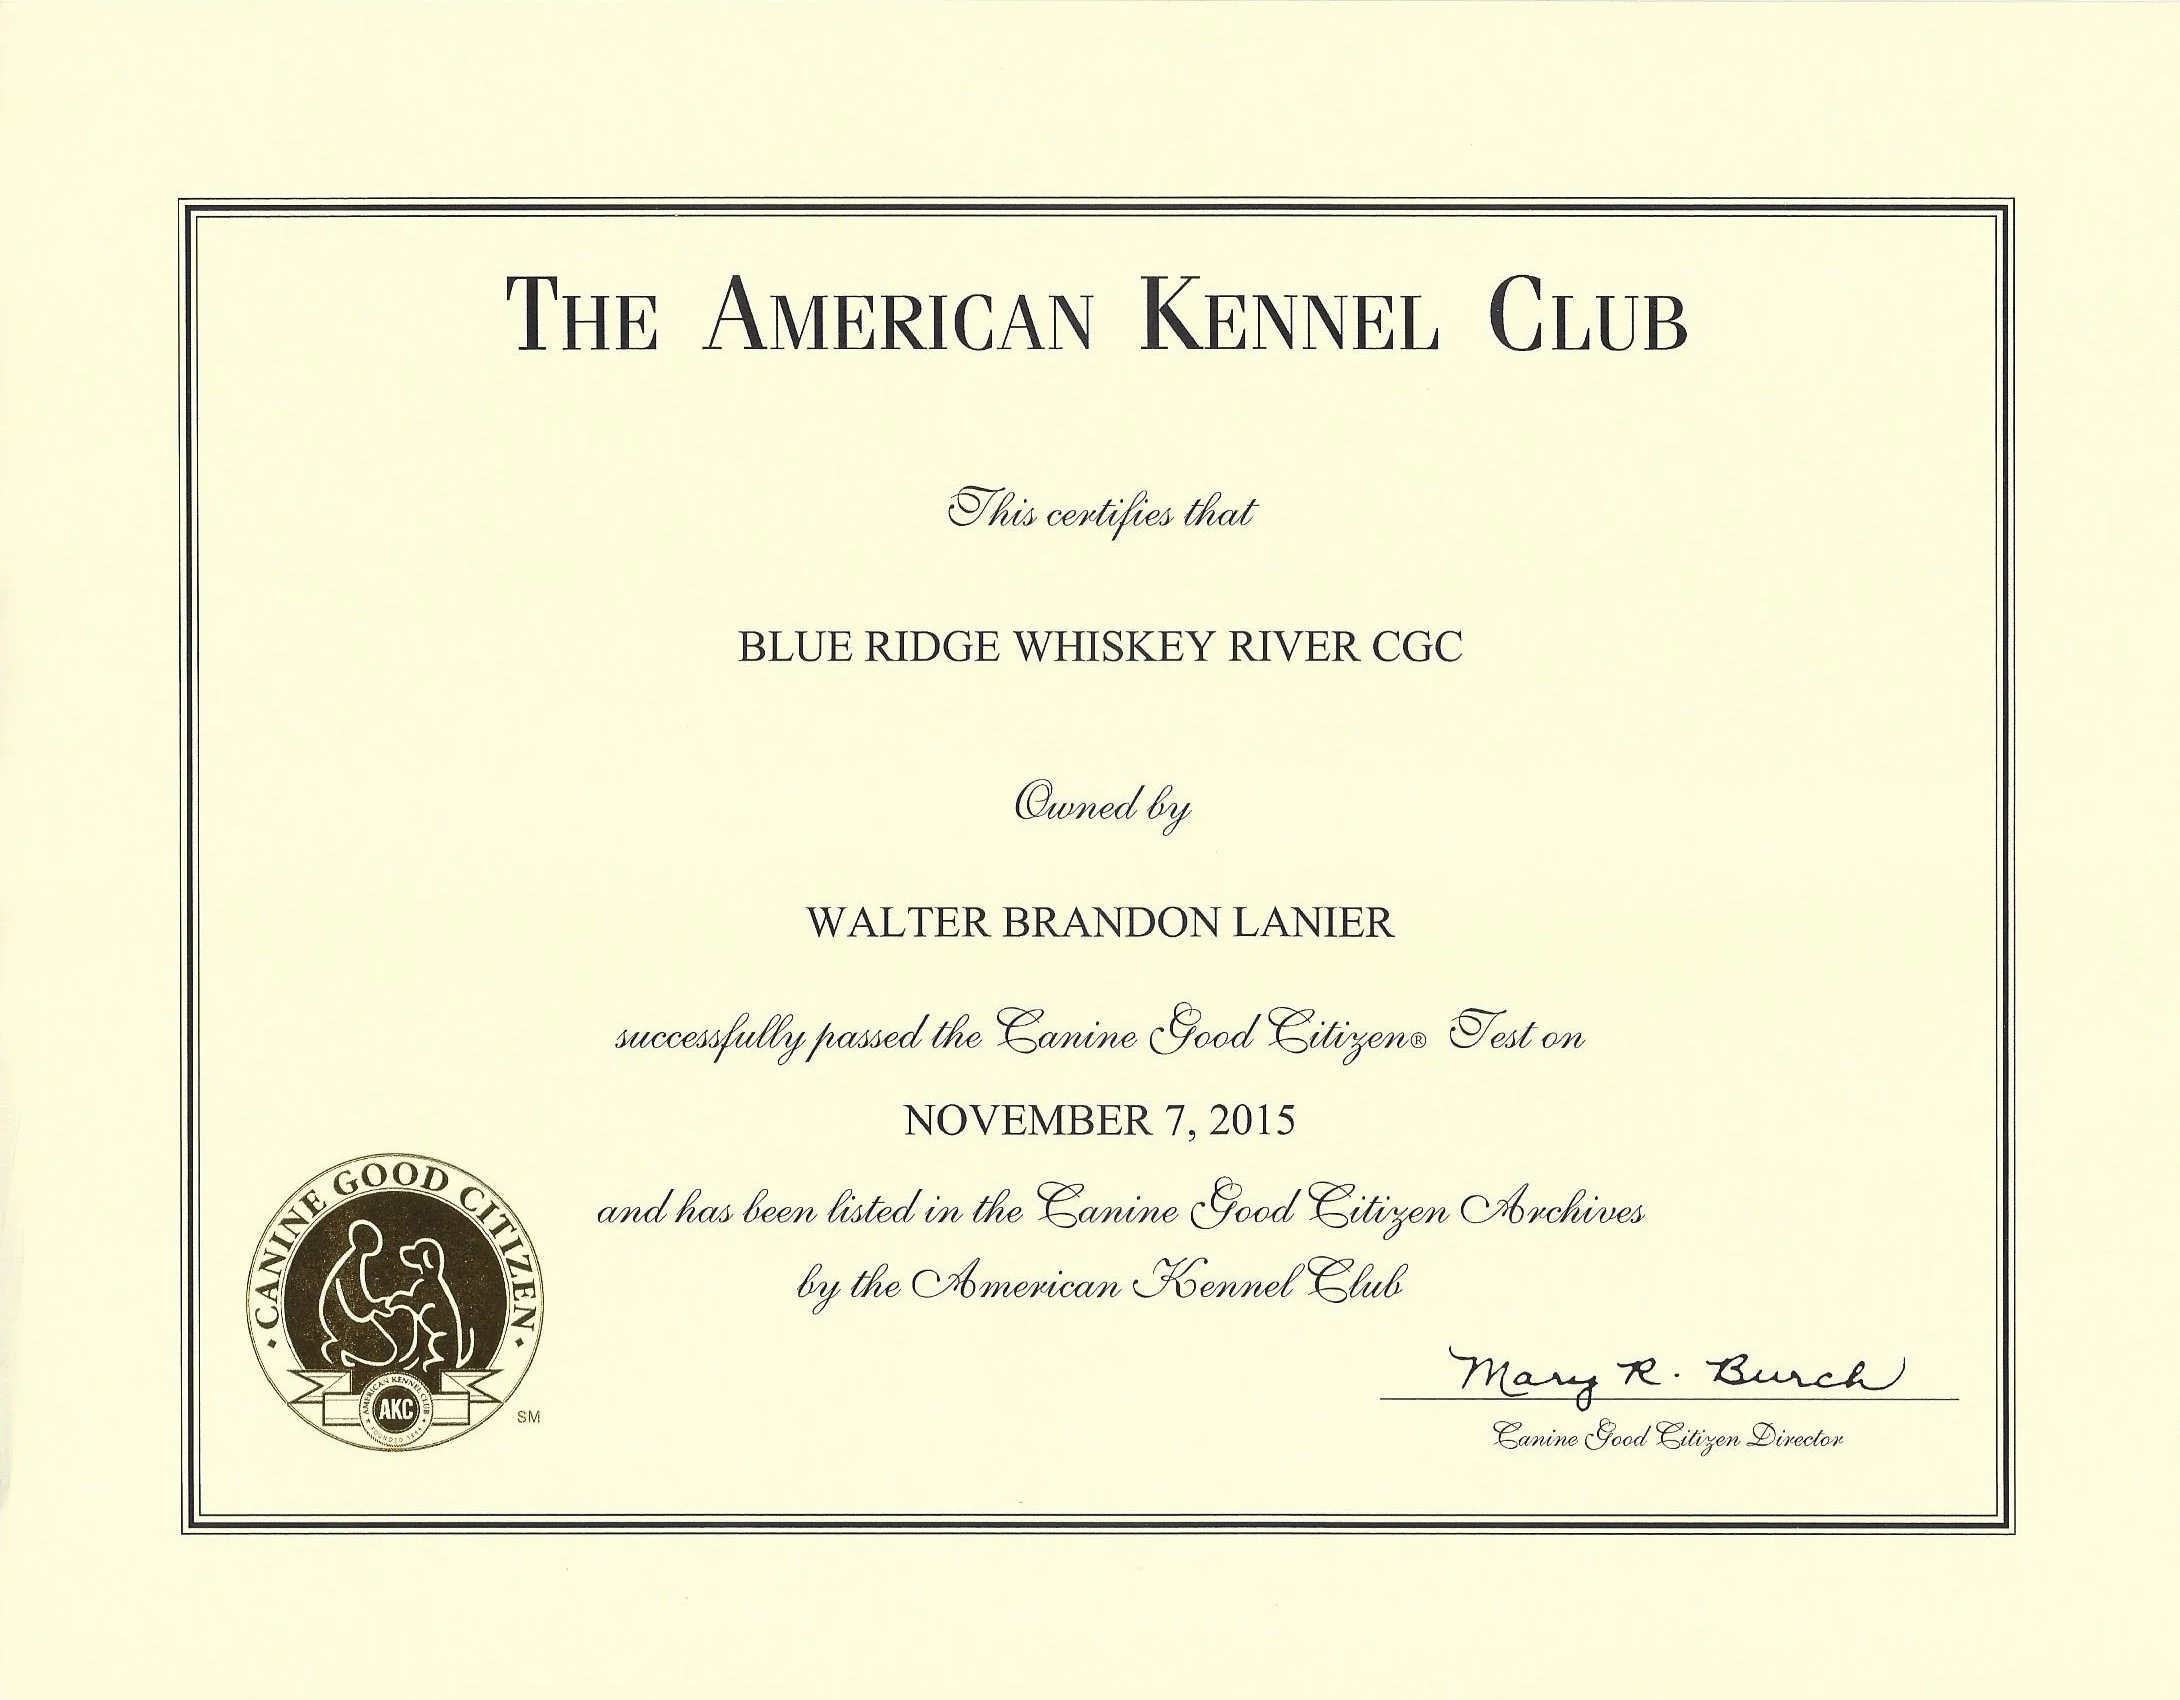 THE AMERICAN KENNEL CLUB
This certifies that
BLUE RIDGE WHISKEY RIVER CGC
Owned by
WALTER BRANDON LANIER
successfully passed the Canine Good Citizen® Test on
NOVEMBER 7, 2015
and has been listed in the Canine Good Citizen Archives
by the American Kennel Club
• CANINE GOOD CITIZEN •
AMERICAN KENNEL CLUB
AKC
FOUNDED 1884
SM
Mary R. Burch
Canine Good Citizen Director